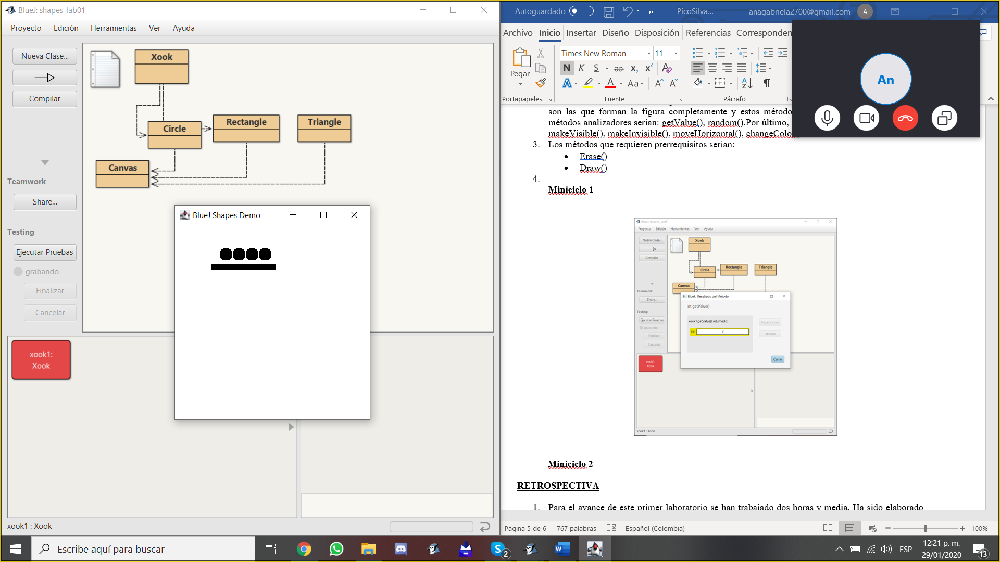 BlueJ: shapes_lab01
Proyecto Edición Herramientas Ver Ayuda
Nueva Clase...
Compilar
Teamwork
Share...
Testing
Ejecutar Pruebas
grabando
Finalizar
Cancelar
Xook
Circle
Rectangle
Triangle
Canvas
BlueJ Shapes Demo
xook1:
Xook
xook1 : Xook
Autoguardado
PicoSilva...
anagabriela2700@gmail.com
A
Archivo Inicio Insertar Diseño Disposición Referencias Corresponden
Pegar
Times New Roman 11
N K S ab x₂ x²
A A Aa A A
Portapapeles Fuente Párrafo
An
son las que forman la figura completamente y estos método
métodos analizadores serian: getValue(), random().Por último,
makeVisible(), makeInvisible(), moveHorizontal(), changeColo
3. Los métodos que requieren prerrequisitos serian:
• Erase()
• Draw()
4.
Miniciclo 1
BlueJ: shapes_lab01
Proyecto Edición Herramientas Ver Ayuda
Nueva Clase...
Compilar
Teamwork
Share...
Testing
Ejecutar Pruebas
grabando
Finalizar
Cancelar
Xook
Circle
Rectangle
Triangle
Canvas
BlueJ: Resultado del Método
int getValue()
xook1.getValue() returnado:
int 9
Inspeccionar
Obtener
Cerrar
xook1:
Xook
xook1 : Xook
Miniciclo 2
RETROSPECTIVA
1. Para el avance de este primer laboratorio se han trabajado dos horas y media. Ha sido elaborado
Página 5 de 6 767 palabras Español (Colombia) 100%
Escribe aquí para buscar
2
ESP
12:21 p. m.
29/01/2020
13